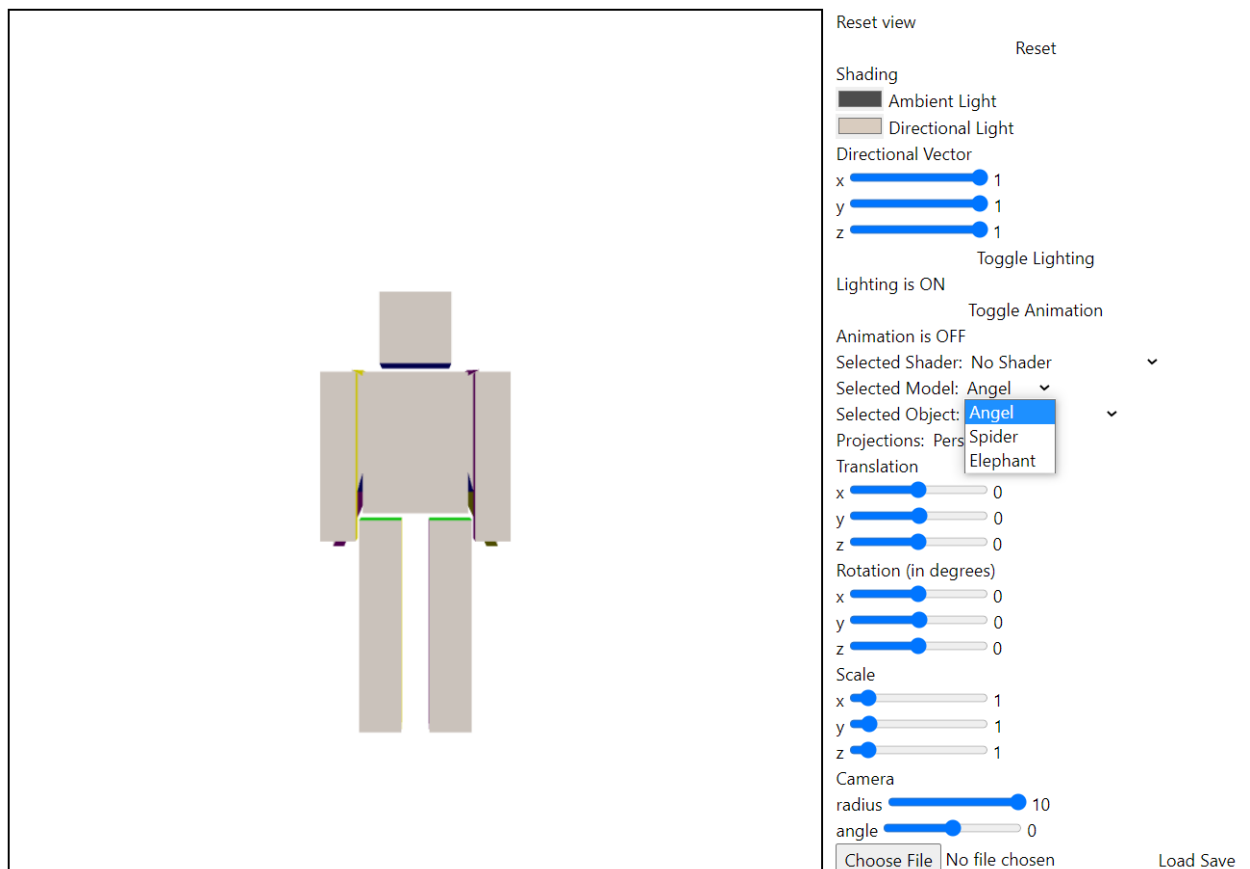 Reset view
Reset
Shading
Ambient Light
Directional Light
Directional Vector
x 1
y 1
z 1
Toggle Lighting
Lighting is ON
Toggle Animation
Animation is OFF
Selected Shader: No Shader
Selected Model: Angel
Angel
Spider
Elephant
Selected Object:
Projections: Pers
Translation
x 0
y 0
z 0
Rotation (in degrees)
x 0
y 0
z 0
Scale
x 1
y 1
z 1
Camera
radius 10
angle 0
Choose File No file chosen Load Save